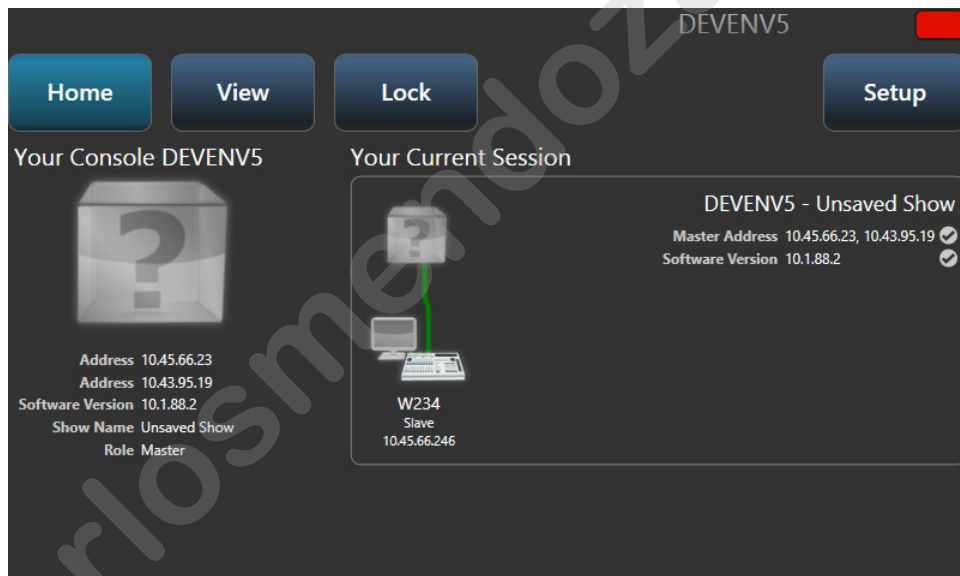 DEVENV5
Home
View
Lock
Setup
Your Console DEVENV5
Address 10.45.66.23
Address 10.43.95.19
Software Version 10.1.88.2
Show Name Unsaved Show
Role Master
Your Current Session
DEVENV5 - Unsaved Show
Master Address 10.45.66.23, 10.43.95.19
Software Version 10.1.88.2
W234
Slave
10.45.66.246
rlosmendoza